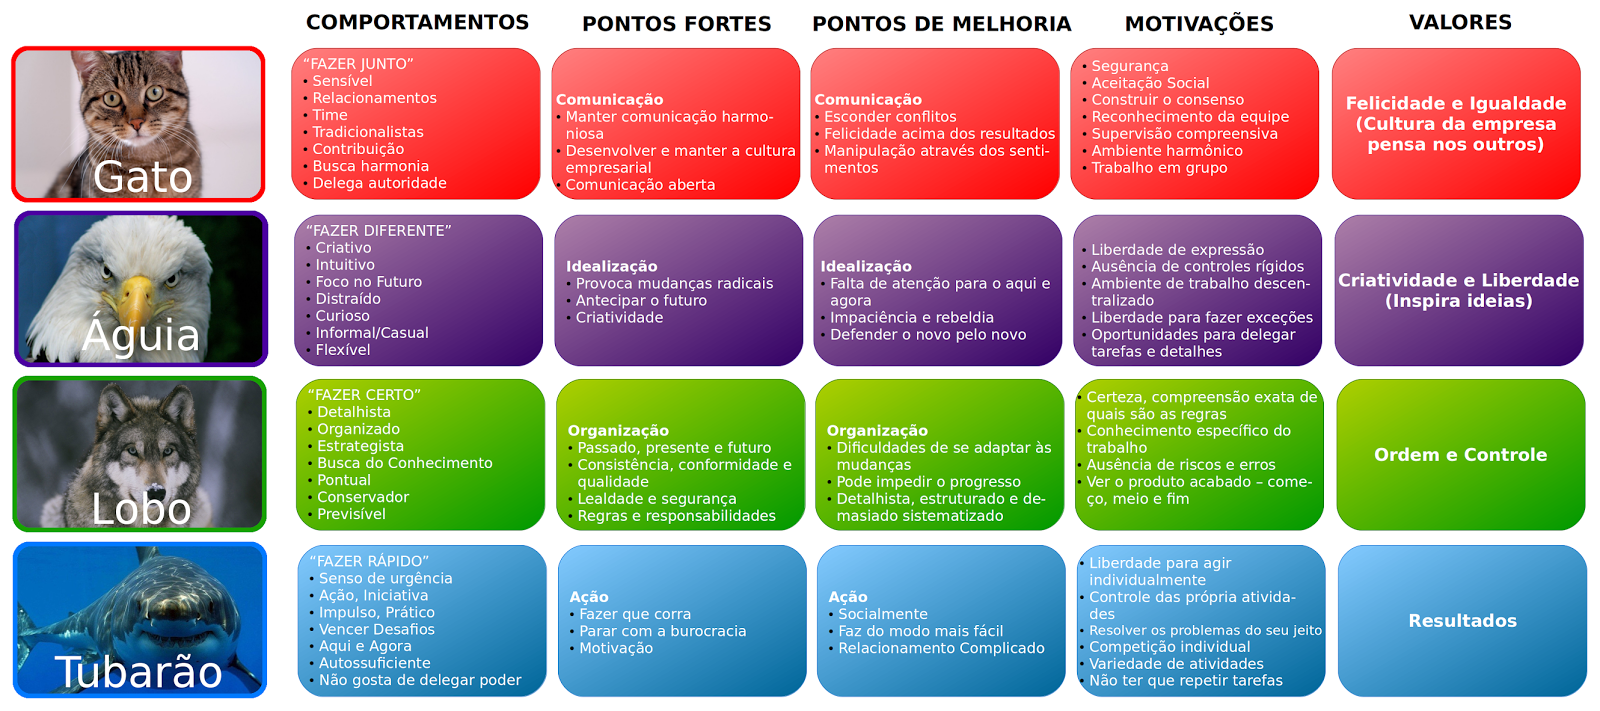 COMPORTAMENTOS
PONTOS FORTES
PONTOS DE MELHORIA
MOTIVAÇÕES
VALORES
Gato
“FAZER JUNTO”
• Sensível
• Relacionamentos
• Time
• Tradicionalistas
• Contribuição
• Busca harmonia
• Delega autoridade
Comunicação
• Manter comunicação harmo-
niosa
• Desenvolver e manter a cultura
empresarial
• Comunicação aberta
Comunicação
• Esconder conflitos
• Felicidade acima dos resultados
• Manipulação através dos senti-
mentos
• Segurança
• Aceitação Social
• Construir o consenso
• Reconhecimento da equipe
• Supervisão compreensiva
• Ambiente harmônico
• Trabalho em grupo
Felicidade e Igualdade
(Cultura da empresa
pensa nos outros)
Águia
“FAZER DIFERENTE”
• Criativo
• Intuitivo
• Foco no Futuro
• Distraído
• Curioso
• Informal/Casual
• Flexível
Idealização
• Provoca mudanças radicais
• Antecipar o futuro
• Criatividade
Idealização
• Falta de atenção para o aqui e
agora
• Impaciência e rebeldia
• Defender o novo pelo novo
• Liberdade de expressão
• Ausência de controles rígidos
• Ambiente de trabalho descen-
tralizado
• Liberdade para fazer exceções
• Oportunidades para delegar
tarefas e detalhes
Criatividade e Liberdade
(Inspira ideias)
Lobo
“FAZER CERTO”
• Detalhista
• Organizado
• Estrategista
• Busca do Conhecimento
• Pontual
• Conservador
• Previsível
Organização
• Passado, presente e futuro
• Consistência, conformidade e
qualidade
• Lealdade e segurança
• Regras e responsabilidades
Organização
• Dificuldades de se adaptar às
mudanças
• Pode impedir o progresso
• Detalhista, estruturado e de-
masiado sistematizado
• Certeza, compreensão exata de
quais são as regras
• Conhecimento específico do
trabalho
• Ausência de riscos e erros
• Ver o produto acabado – come-
ço, meio e fim
Ordem e Controle
Tubarão
“FAZER RÁPIDO”
• Senso de urgência
• Ação, Iniciativa
• Impulso, Prático
• Vencer Desafios
• Aqui e Agora
• Autossuficiente
• Não gosta de delegar poder
Ação
• Fazer que corra
• Parar com a burocracia
• Motivação
Ação
• Socialmente
• Faz do modo mais fácil
• Relacionamento Complicado
• Liberdade para agir
individualmente
• Controle das própria ativida-
des
• Resolver os problemas do seu jeito
• Competição individual
• Variedade de atividades
• Não ter que repetir tarefas
Resultados